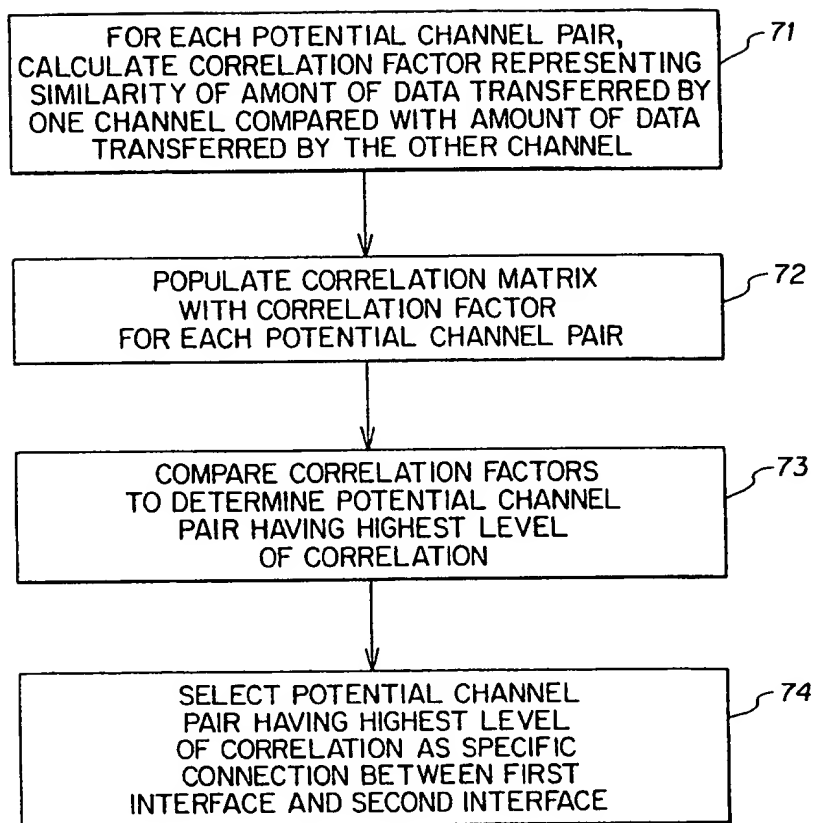 FOR EACH POTENTIAL CHANNEL PAIR,
CALCULATE CORRELATION FACTOR REPRESENTING
SIMILARITY OF AMONT OF DATA TRANSFERRED BY
ONE CHANNEL COMPARED WITH AMOUNT OF DATA
TRANSFERRED BY THE OTHER CHANNEL
71
POPULATE CORRELATION MATRIX
WITH CORRELATION FACTOR
FOR EACH POTENTIAL CHANNEL PAIR
72
COMPARE CORRELATION FACTORS
TO DETERMINE POTENTIAL CHANNEL
PAIR HAVING HIGHEST LEVEL
OF CORRELATION
73
SELECT POTENTIAL CHANNEL
PAIR HAVING HIGHEST LEVEL
OF CORRELATION AS SPECIFIC
CONNECTION BETWEEN FIRST
INTERFACE AND SECOND INTERFACE
74